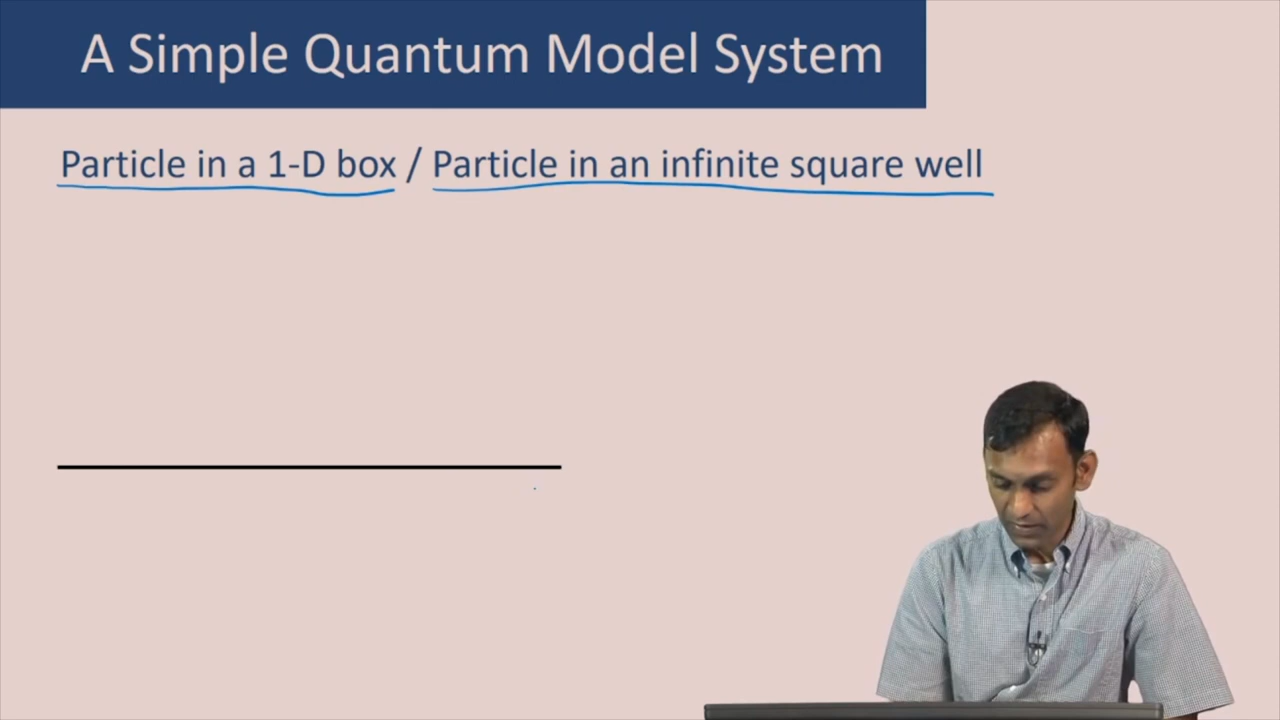 A Simple Quantum Model System
Particle in a 1-D box / Particle in an infinite square well